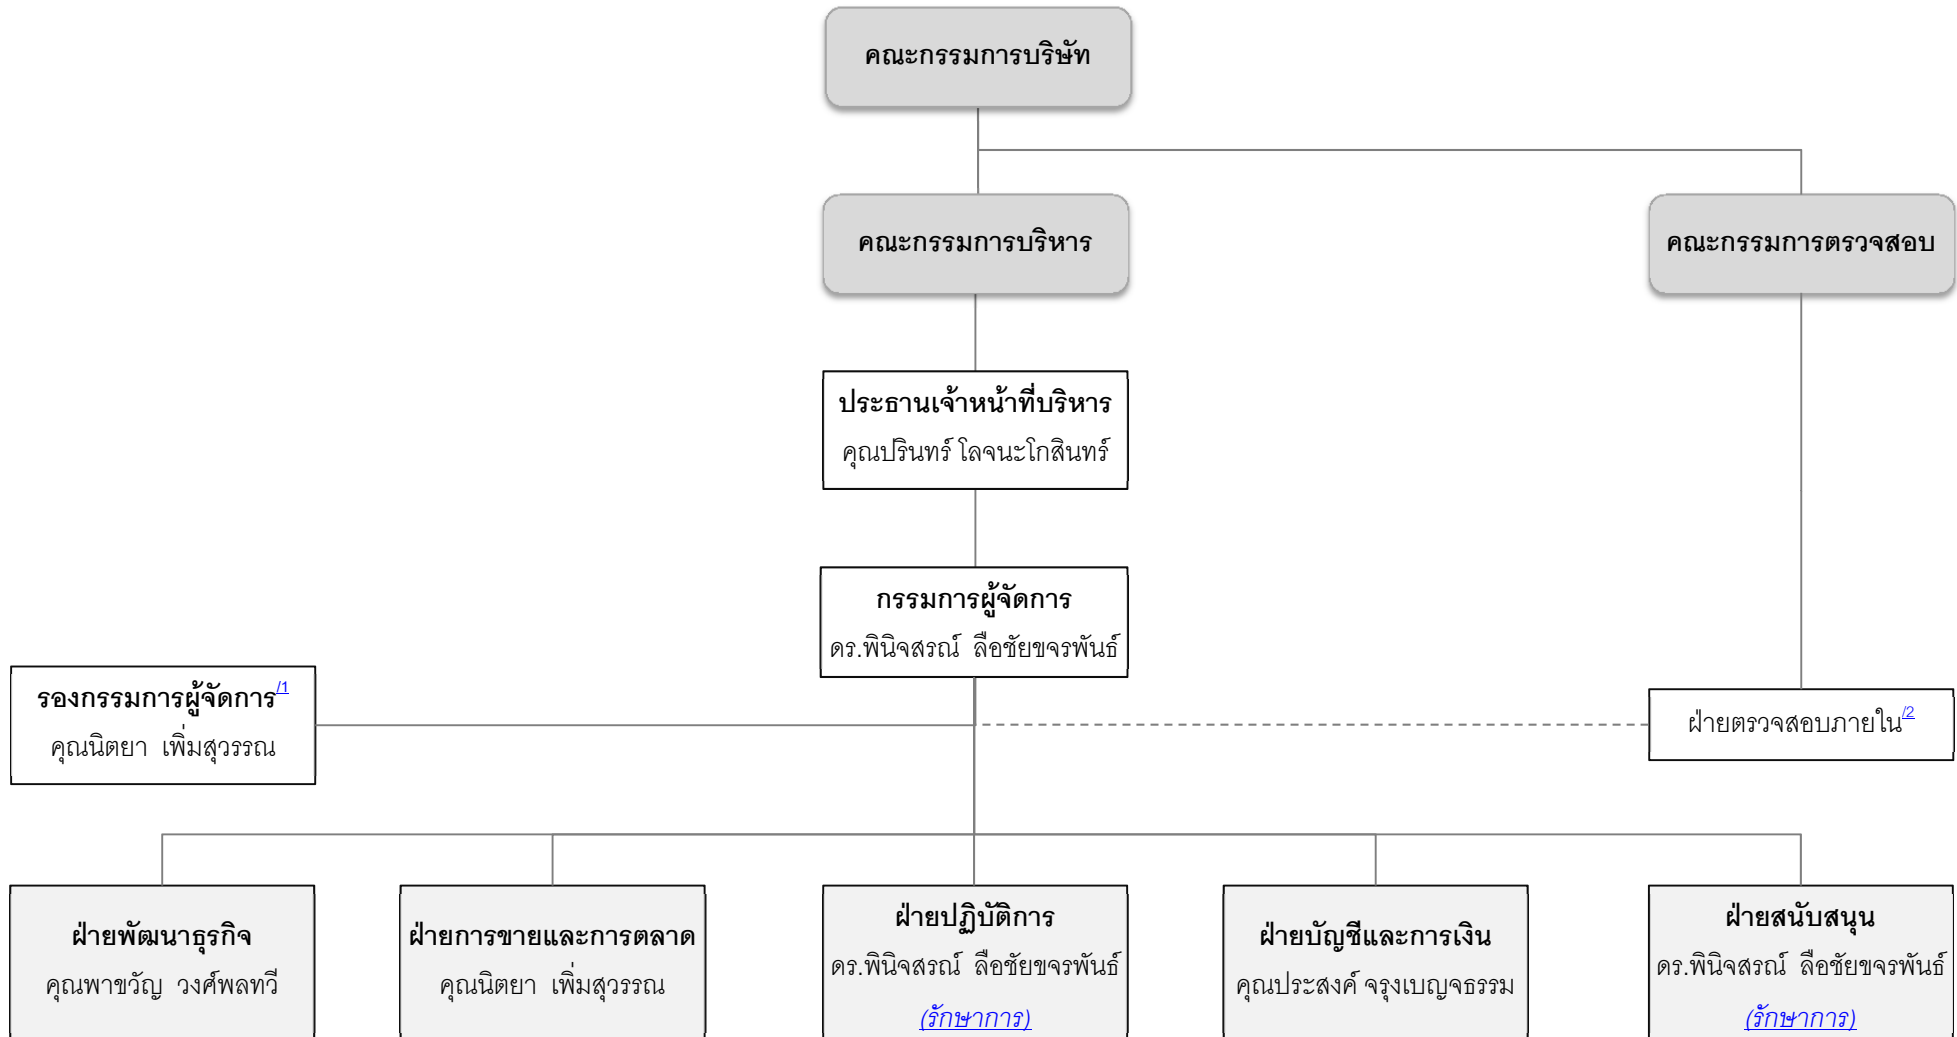 คณะกรรมการบริษัท
คณะกรรมการบริหาร
คณะกรรมการตรวจสอบ
ประธานเจ้าหน้าที่บริหาร
คุณปรินทร์ โลจนะโกสินทร์
กรรมการผู้จัดการ
ดร.พินิจสรณ์ ลือชัยขจรพันธ์
รองกรรมการผู้จัดการ/1
คุณนิตยา เพิ่มสุวรรณ
ฝ่ายตรวจสอบภายใน/2
ฝ่ายพัฒนาธุรกิจ
คุณพาขวัญ วงศ์พลทวี
ฝ่ายการขายและการตลาด
คุณนิตยา เพิ่มสุวรรณ
ฝ่ายปฏิบัติการ
ดร.พินิจสรณ์ ลือชัยขจรพันธ์
(รักษาการ)
ฝ่ายบัญชีและการเงิน
คุณประสงค์ จรุงเบญจธรรม
ฝ่ายสนับสนุน
ดร.พินิจสรณ์ ลือชัยขจรพันธ์
(รักษาการ)